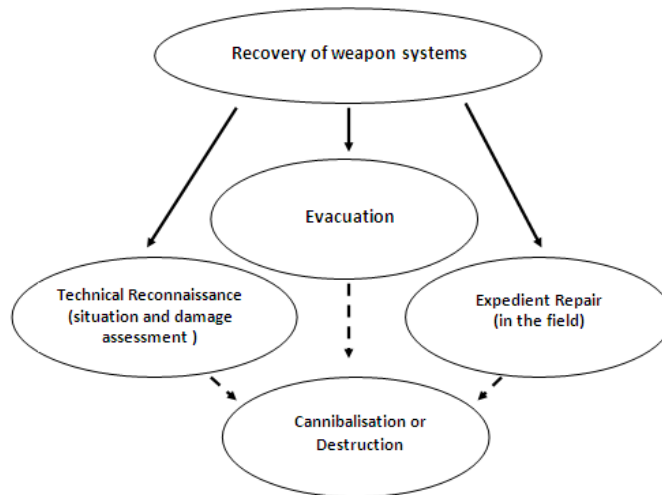 Recovery of weapon systems
Evacuation
Technical Reconnaissance
(situation and damage
assessment )
Expedient Repair
(in the field)
Cannibalisation or
Destruction